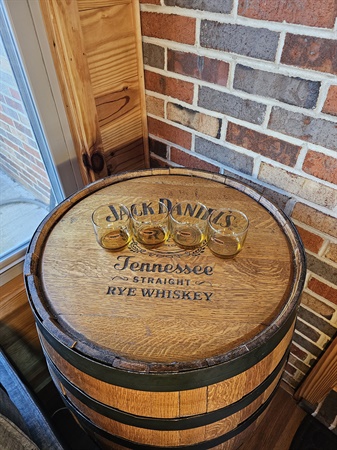 JACK DANIEL'S
Tennessee
STRAIGHT
RYE WHISKEY